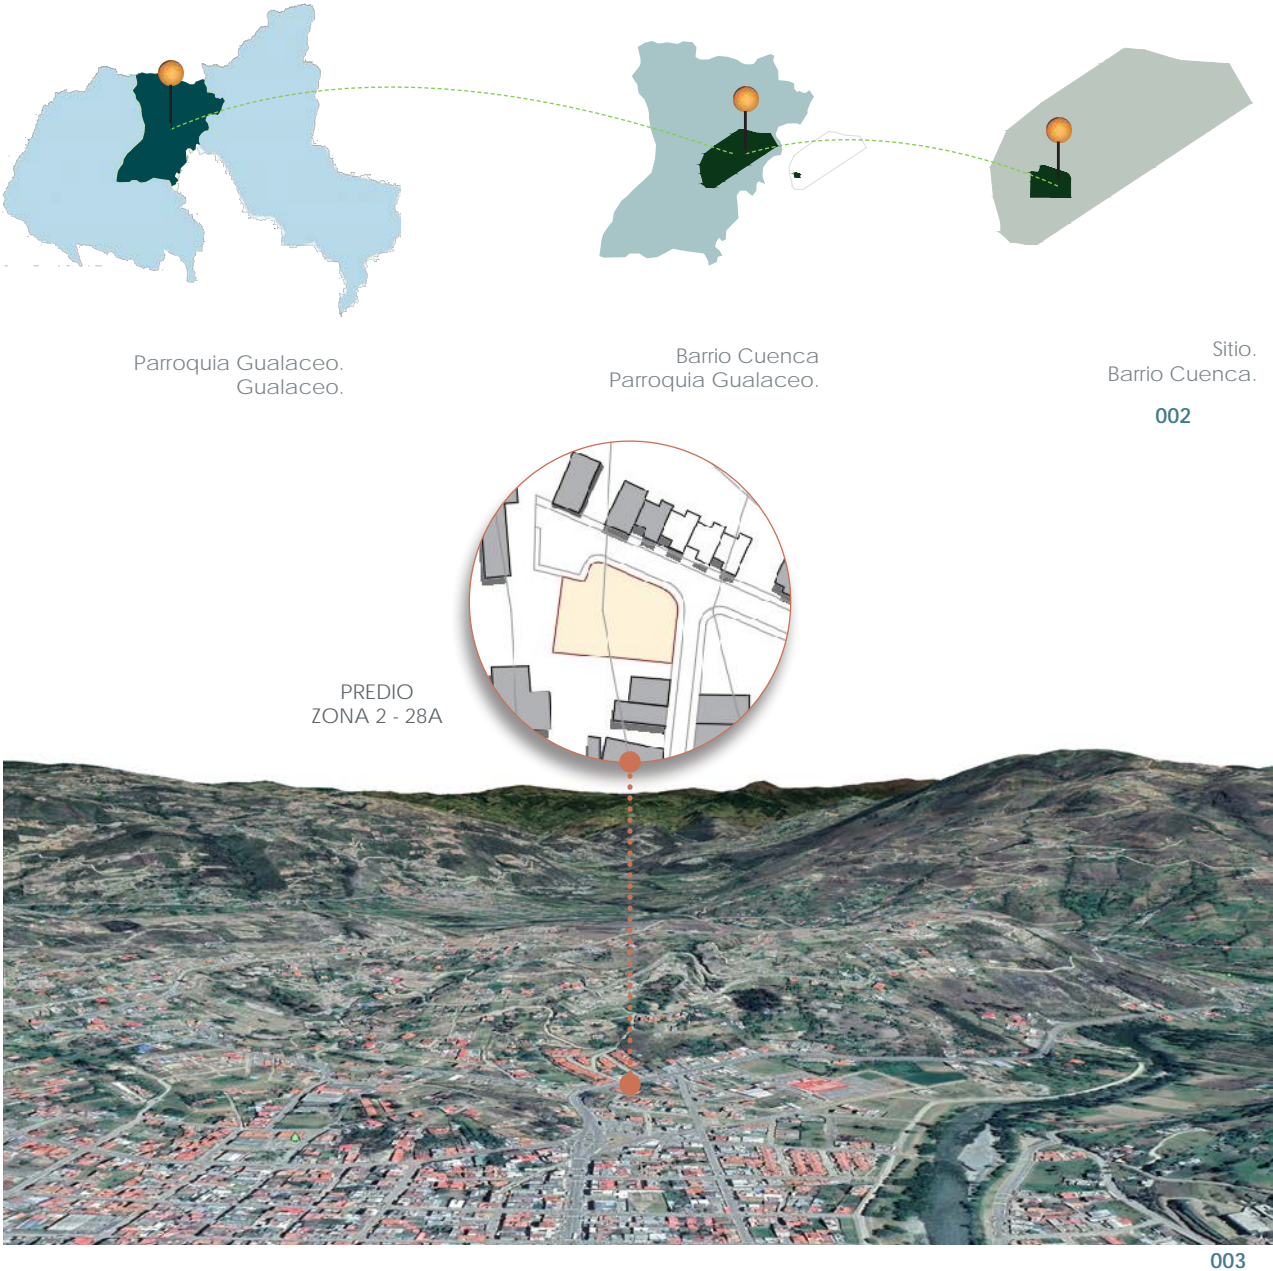 Parroquia Gualaceo.
Gualaceo.
Barrio Cuenca
Parroquia Gualaceo.
Sitio.
Barrio Cuenca.
002
PREDIO
ZONA 2 - 28A
003